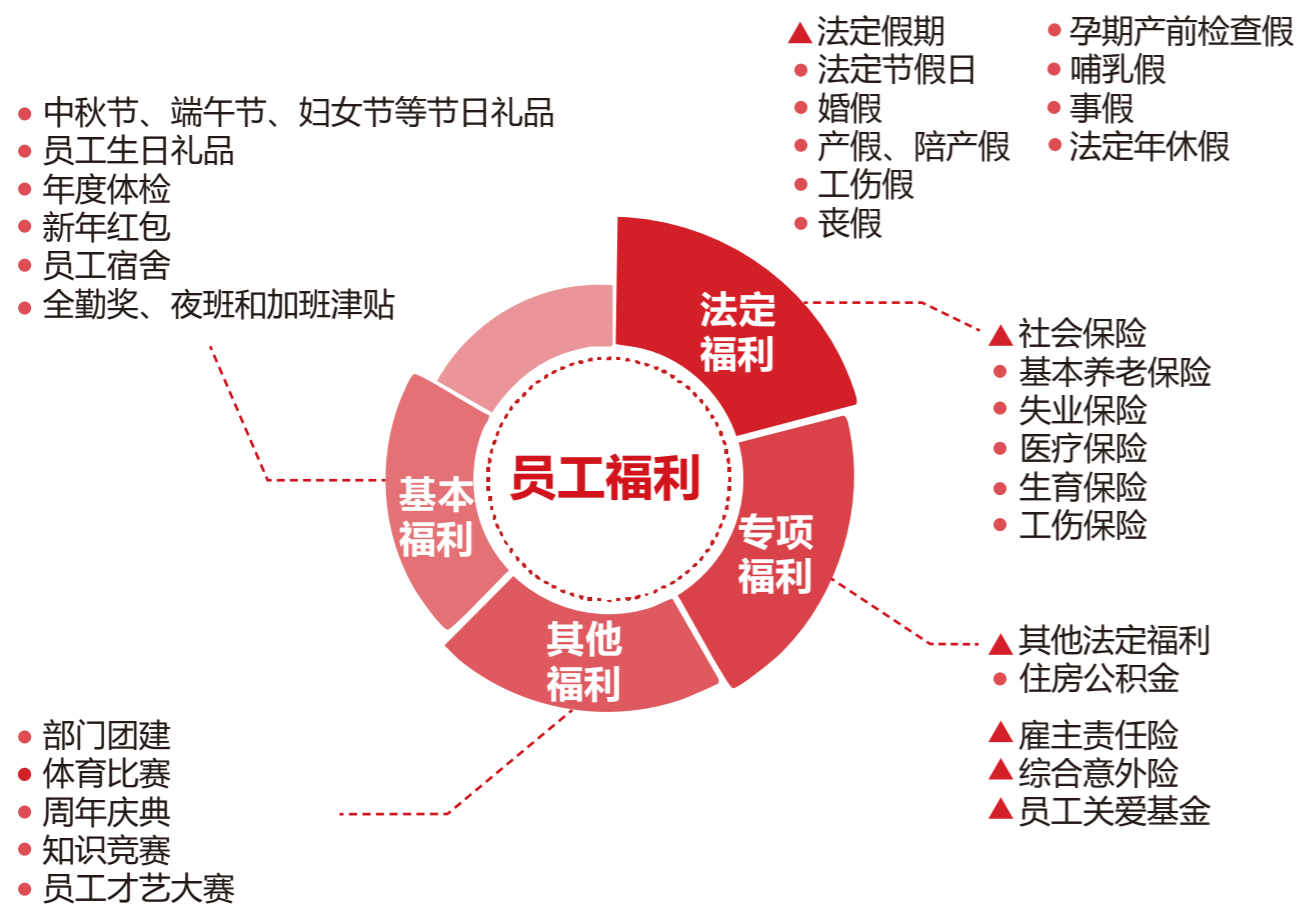 ▲法定假期
• 法定节假日
• 婚假
• 产假、陪产假
• 工伤假
• 丧假
• 孕期产前检查假
• 哺乳假
• 事假
• 法定年休假
• 中秋节、端午节、妇女节等节日礼品
• 员工生日礼品
• 年度体检
• 新年红包
• 员工宿舍
• 全勤奖、夜班和加班津贴
法定
福利
▲社会保险
• 基本养老保险
• 失业保险
• 医疗保险
• 生育保险
• 工伤保险
员工福利
基本
福利
专项
福利
其他
福利
▲其他法定福利
• 住房公积金
▲雇主责任险
▲综合意外险
▲员工关爱基金
• 部门团建
• 体育比赛
• 周年庆典
• 知识竞赛
• 员工才艺大赛